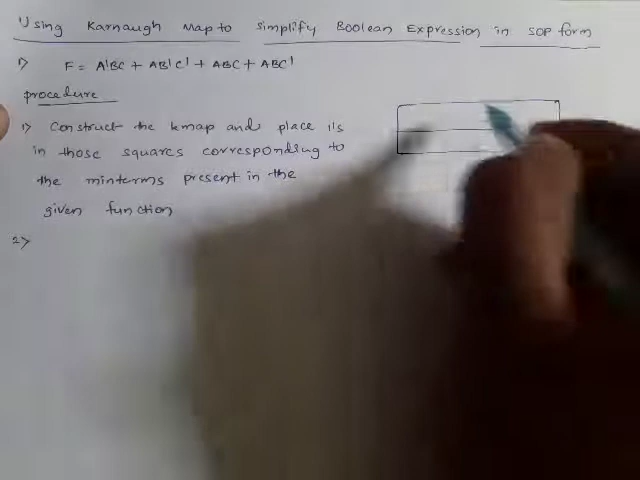 Using Karnaugh Map to simplify Boolean Expression in SOP form
1) F = A'BC + AB'C' + ABC + ABC'
procedure
1) Construct the kmap and place 1's
in those squares corresponding to
the minterms present in the
given function
2)